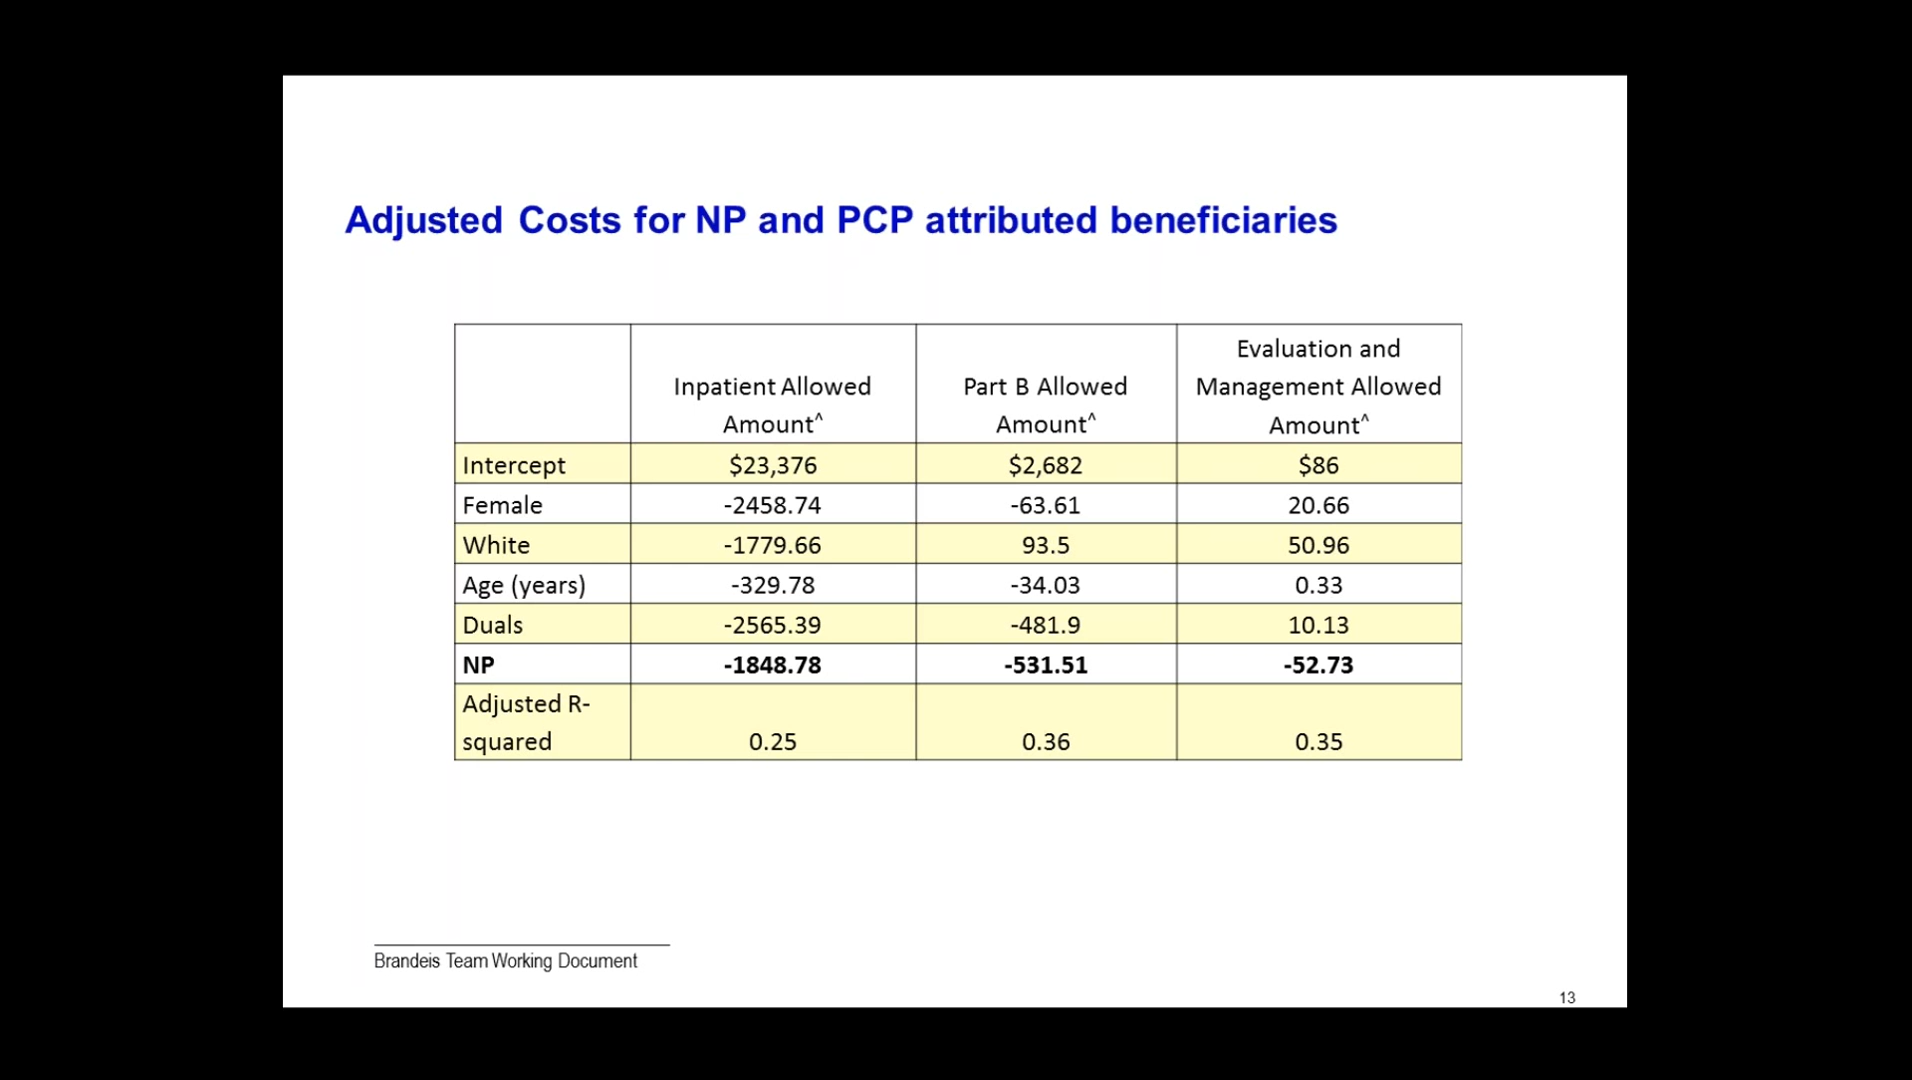 Adjusted Costs for NP and PCP attributed beneficiaries
Inpatient Allowed Amount^
Part B Allowed Amount^
Evaluation and Management Allowed Amount^
Intercept $23,376 $2,682 $86
Female -2458.74 -63.61 20.66
White -1779.66 93.5 50.96
Age (years) -329.78 -34.03 0.33
Duals -2565.39 -481.9 10.13
NP -1848.78 -531.51 -52.73
Adjusted R-
squared 0.25 0.36 0.35
Brandeis Team Working Document
13